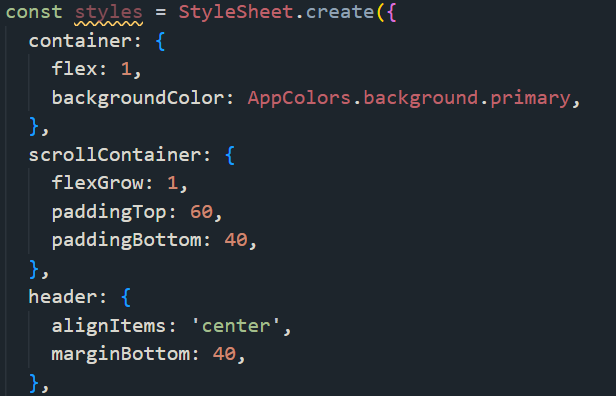 const styles = StyleSheet.create({
  container: {
    flex: 1,
    backgroundColor: AppColors.background.primary,
  },
  scrollContainer: {
    flexGrow: 1,
    paddingTop: 60,
    paddingBottom: 40,
  },
  header: {
    alignItems: 'center',
    marginBottom: 40,
  },